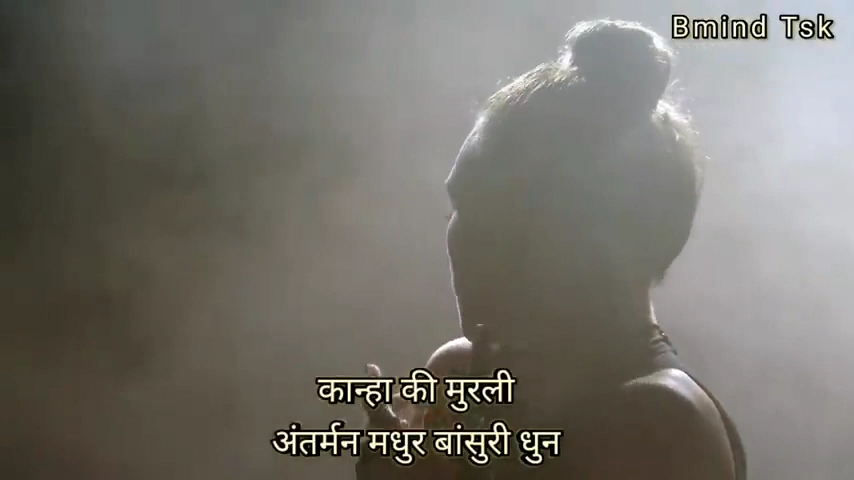 Bmind Tsk
कान्हा की मुरली
अंतर्मन मधुर बांसुरी धुन